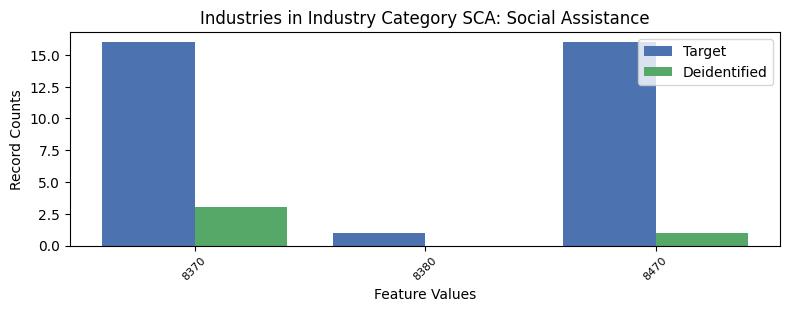 Industries in Industry Category SCA: Social Assistance
Target
Deidentified
Record Counts
15.0
12.5
10.0
7.5
5.0
2.5
0.0
8370
8380
8470
Feature Values